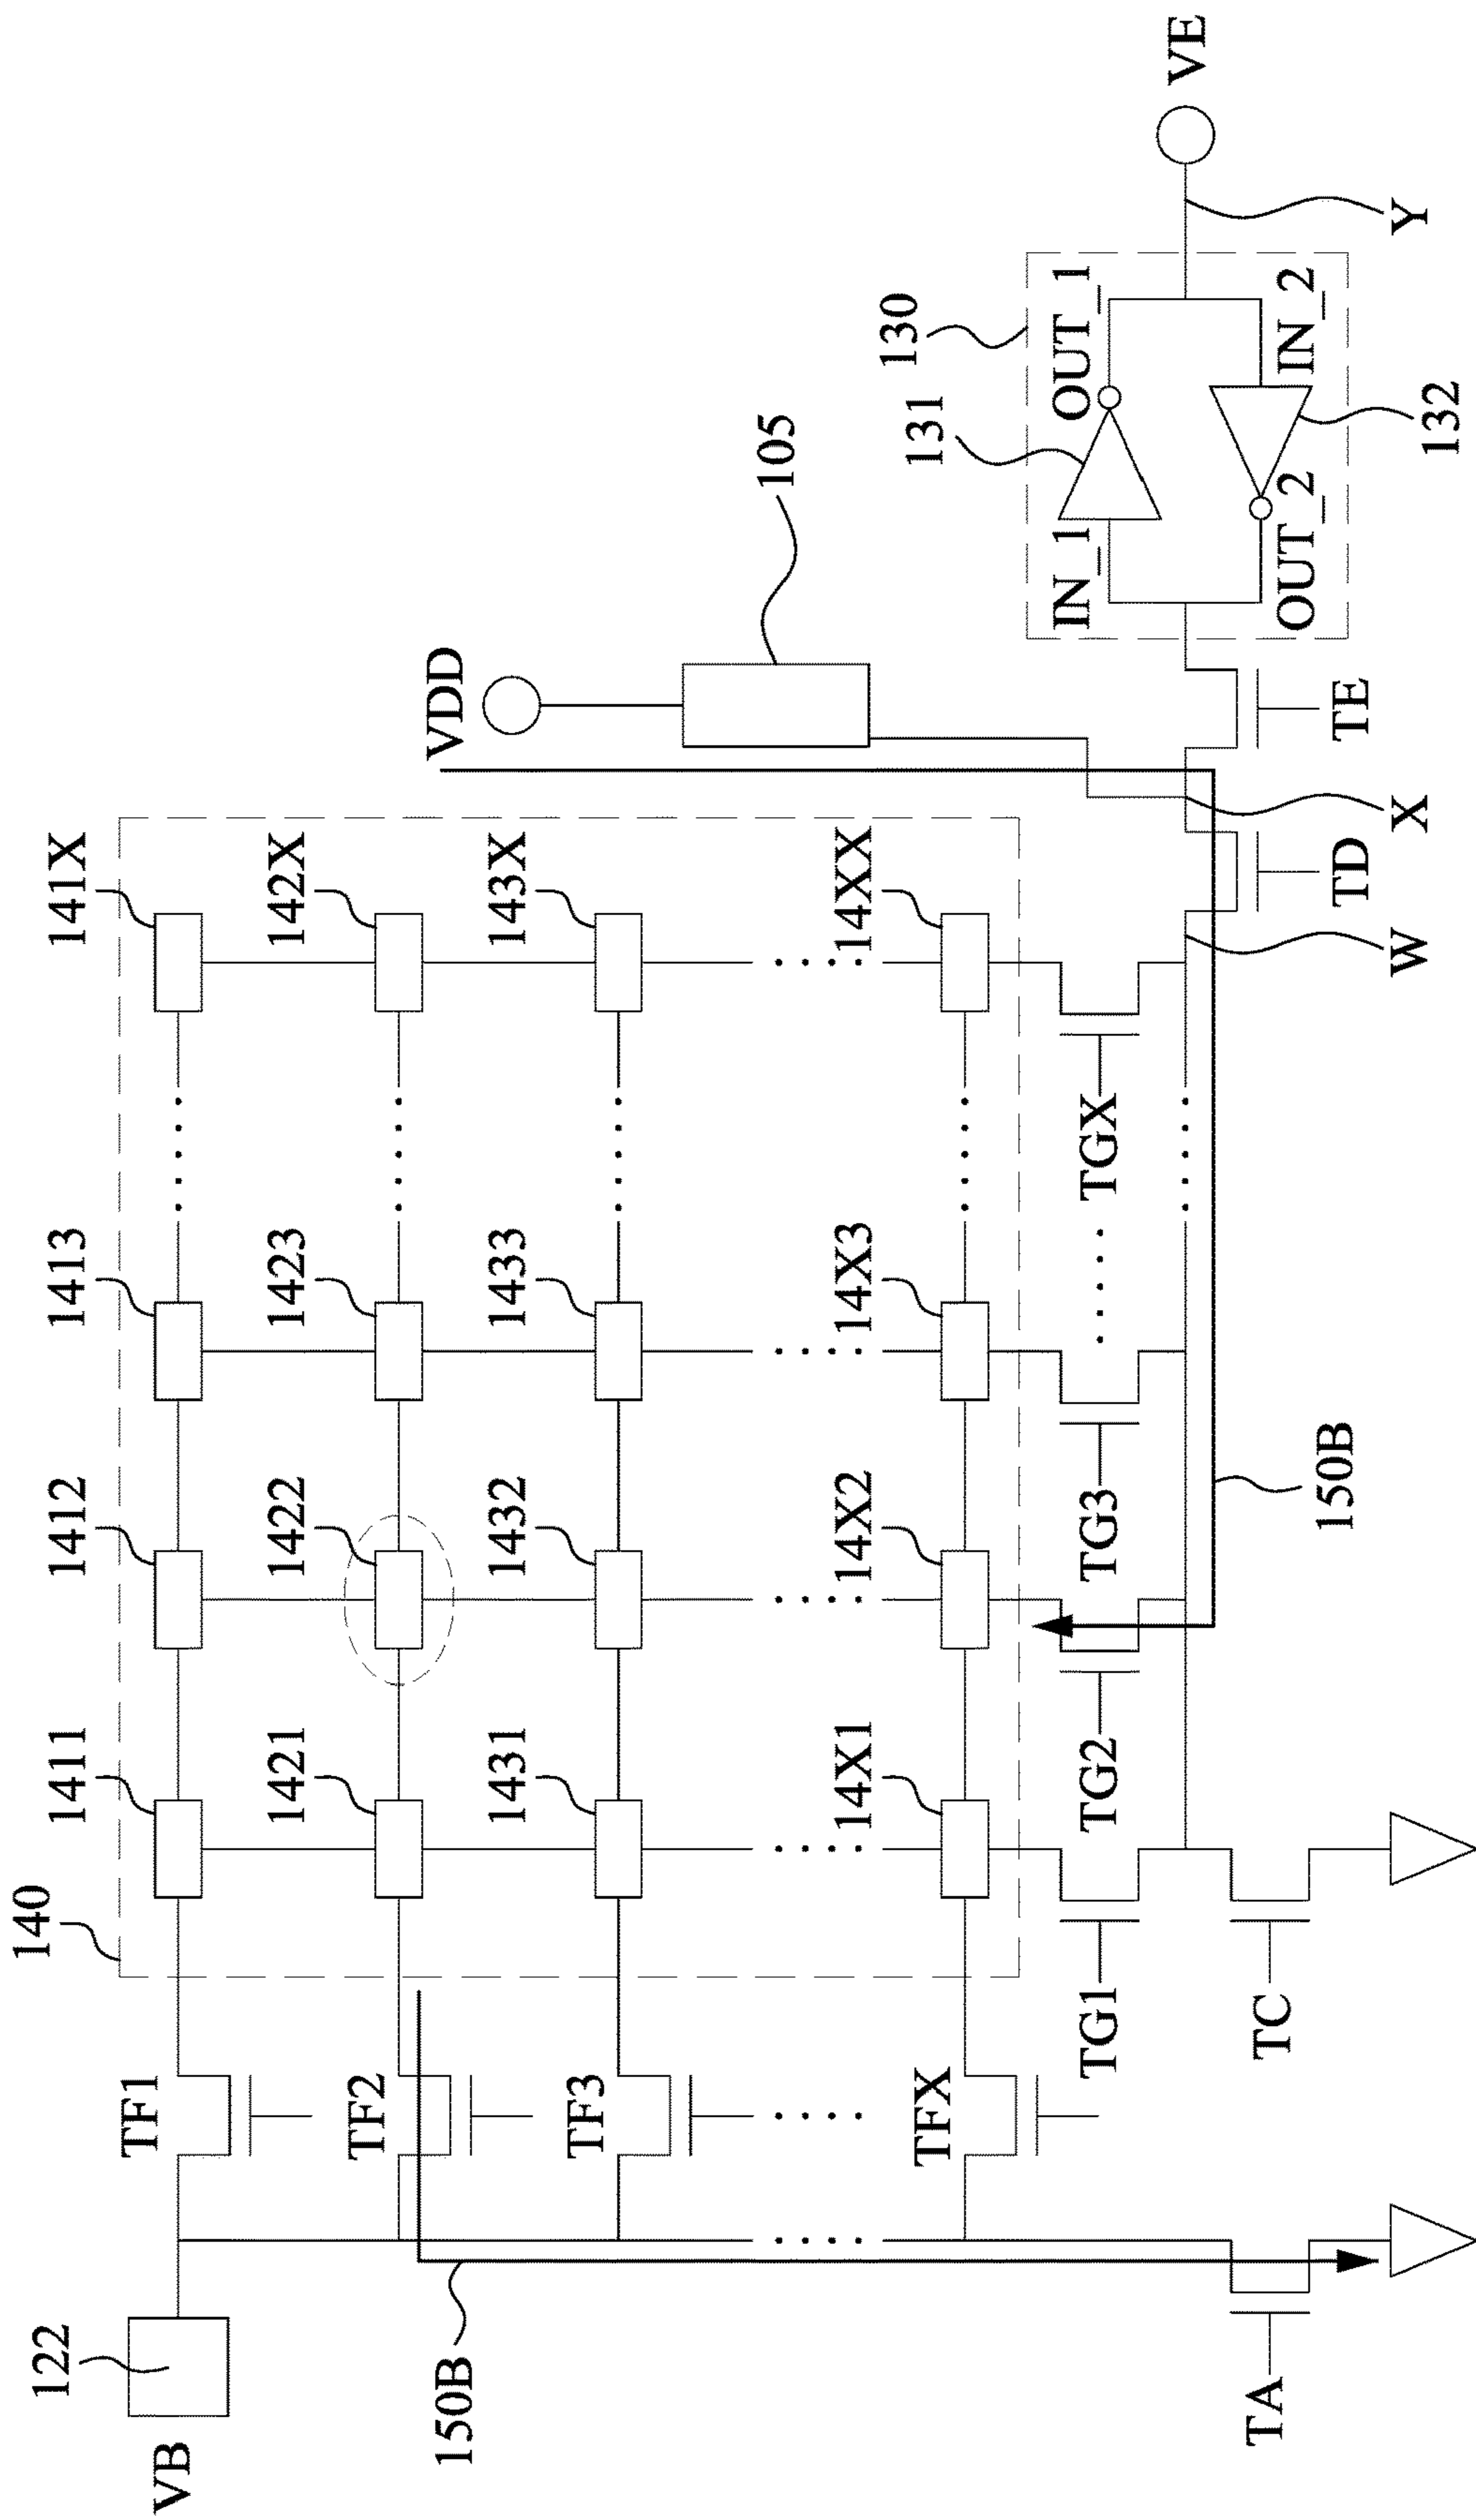 140
1411
1412
1413
141X
122
VB
TF1
1421
1422
1423
142X
VDD
TF2
1431
1432
1433
143X
105
150B
TF3
14X1
14X2
14X3
14XX
130
TFX
131
IN_1
OUT_1
TG1
TG2
TG3
TGX
VE
OUT_2
IN_2
TA
TC
150B
TD
TE
W
X
Y
132